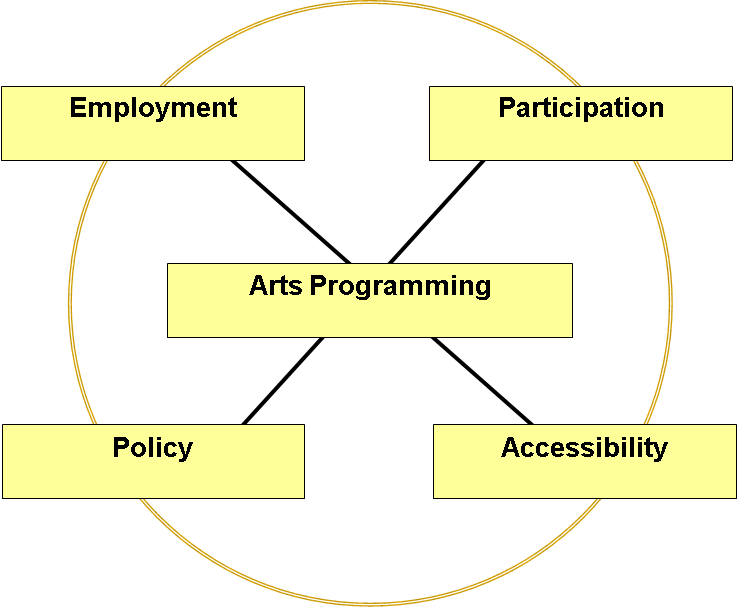 Employment
Participation
Arts Programming
Policy
Accessibility